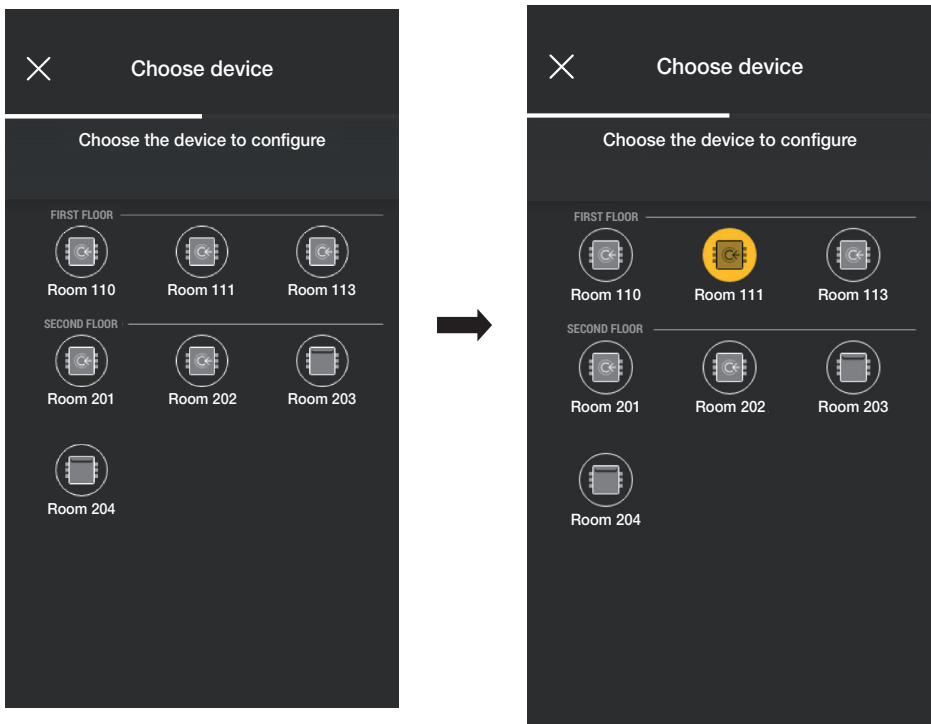 Choose device
Choose the device to configure
FIRST FLOOR
Room 110 Room 111 Room 113
SECOND FLOOR
Room 201 Room 202 Room 203
Room 204
Choose device
Choose the device to configure
FIRST FLOOR
Room 110 Room 111 Room 113
SECOND FLOOR
Room 201 Room 202 Room 203
Room 204